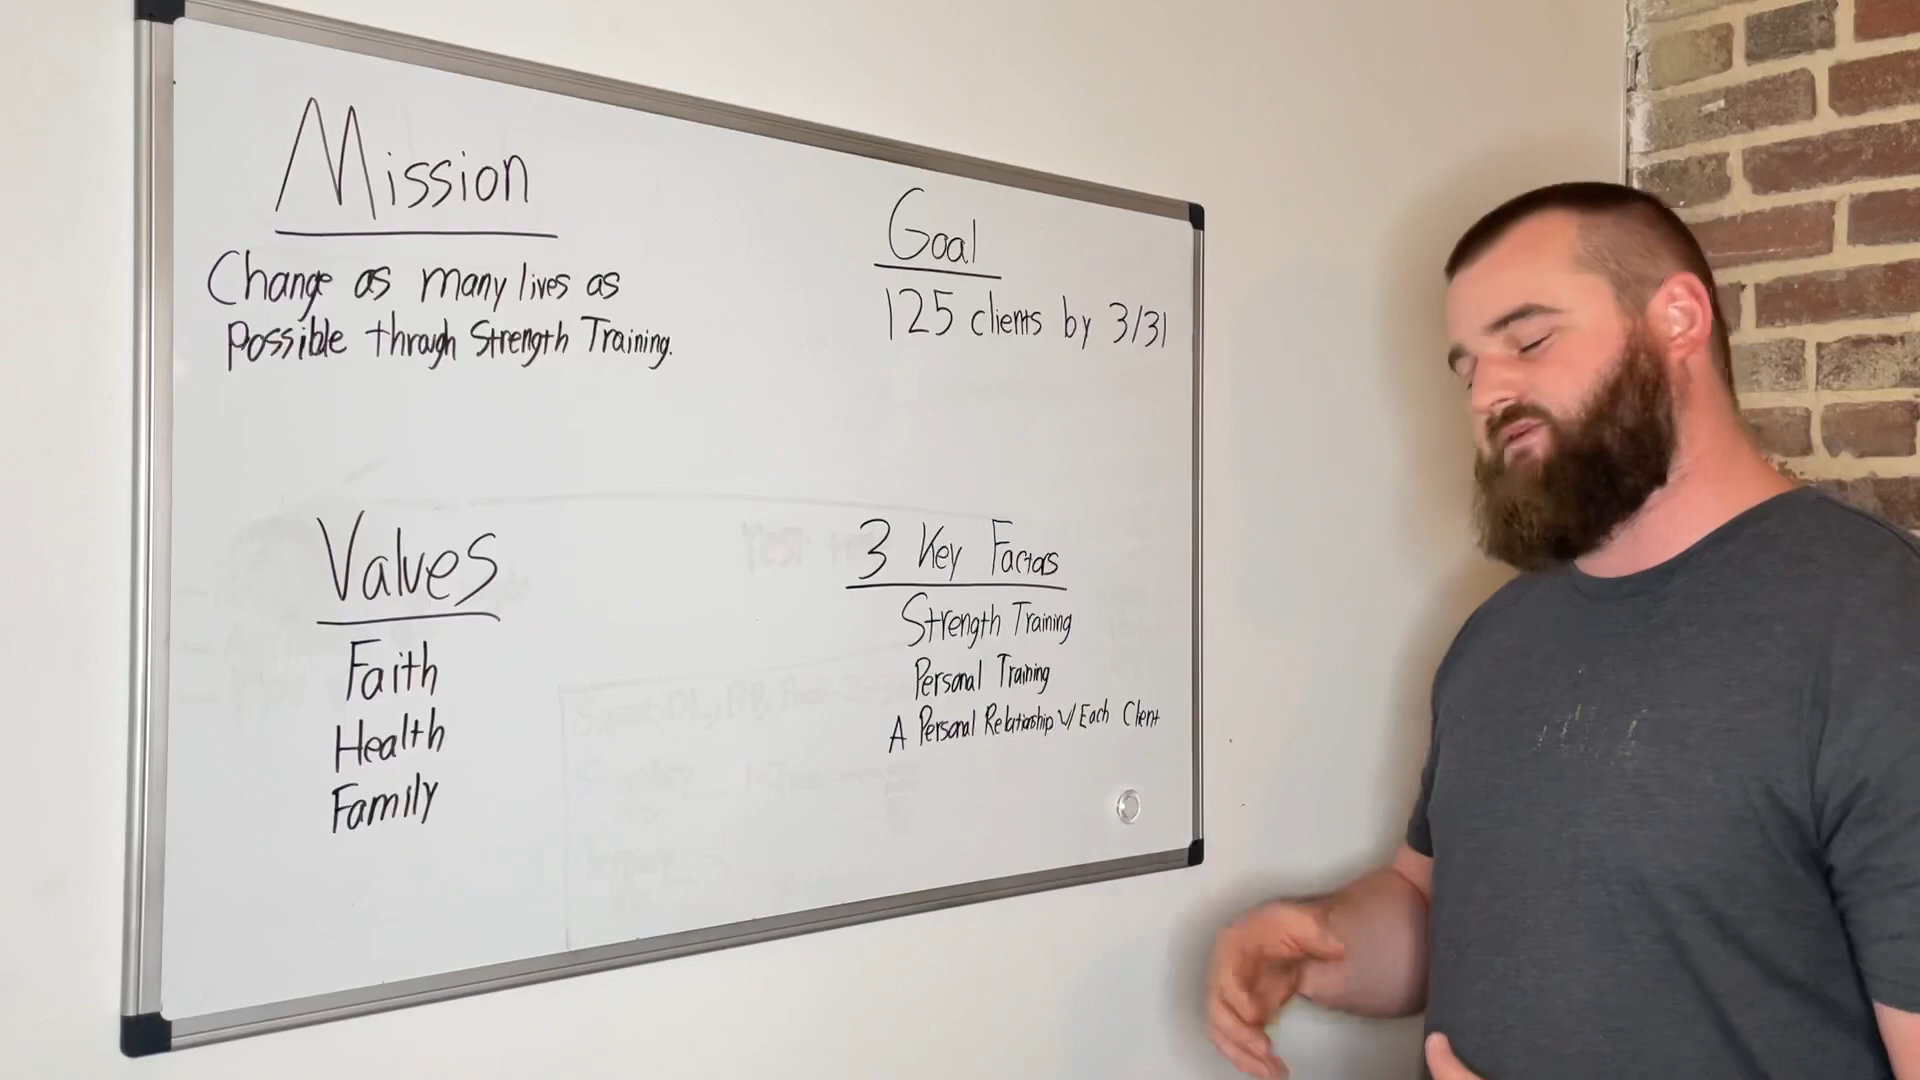 Mission
Change as many lives as
Possible through Strength Training.
Goal
125 clients by 3/31
Values
Faith
Health
Family
3 Key Factors
Strength Training
Personal Training
A Personal Relationship w/ Each Client